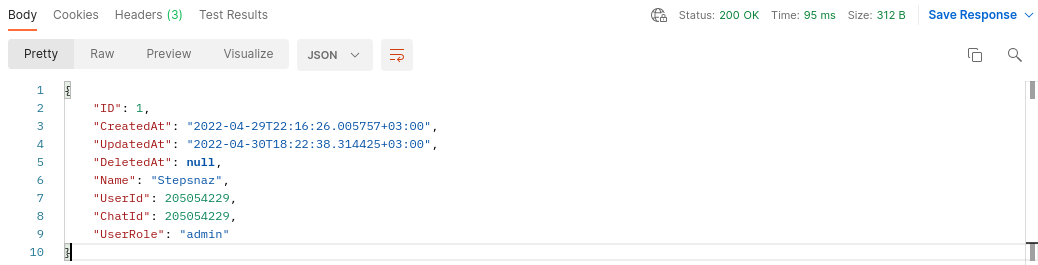 Body Cookies Headers (3) Test Results Status: 200 OK Time: 95 ms Size: 312 B Save Response
Pretty Raw Preview Visualize JSON
1 {
2 "ID": 1,
3 "CreatedAt": "2022-04-29T22:16:26.005757+03:00",
4 "UpdatedAt": "2022-04-30T18:22:38.314425+03:00",
5 "DeletedAt": null,
6 "Name": "Stepsnaz",
7 "UserId": 205054229,
8 "ChatId": 205054229,
9 "UserRole": "admin"
10 }